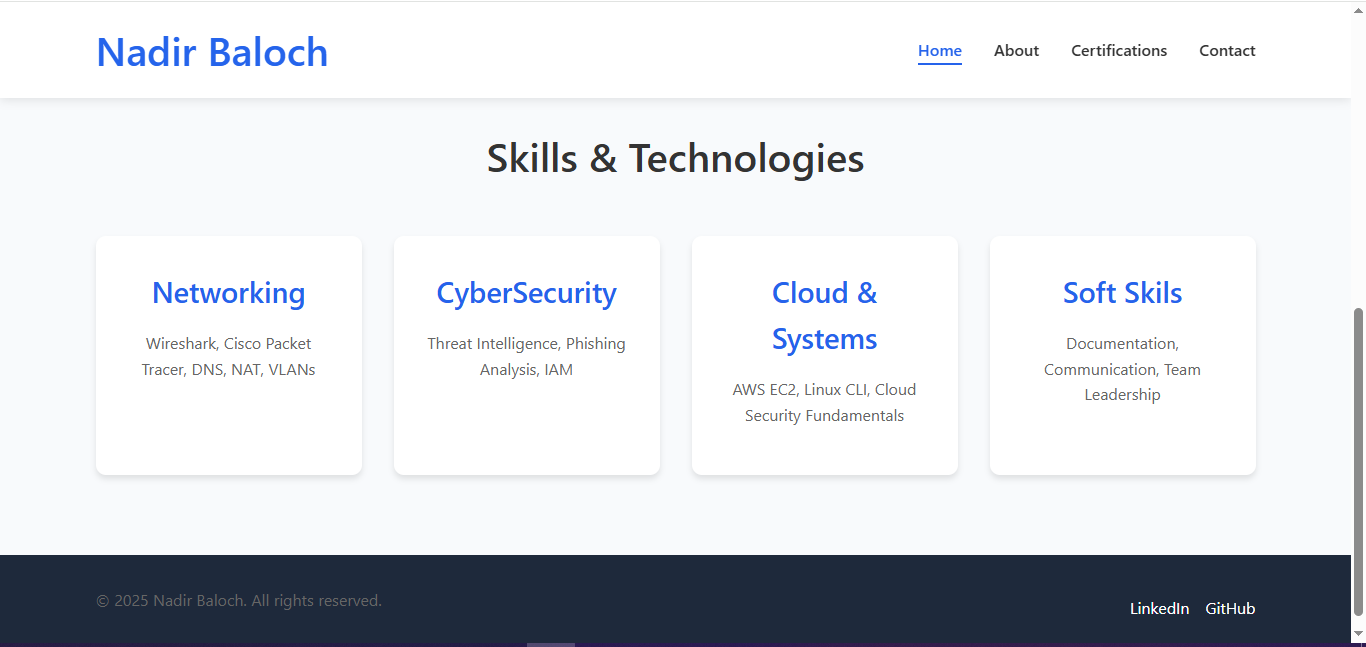 Nadir Baloch
Home
About
Certifications
Contact
Skills & Technologies
Networking
Wireshark, Cisco Packet
Tracer, DNS, NAT, VLANs
CyberSecurity
Threat Intelligence, Phishing
Analysis, IAM
Cloud &
Systems
AWS EC2, Linux CLI, Cloud
Security Fundamentals
Soft Skils
Documentation,
Communication, Team
Leadership
© 2025 Nadir Baloch. All rights reserved.
LinkedIn
GitHub